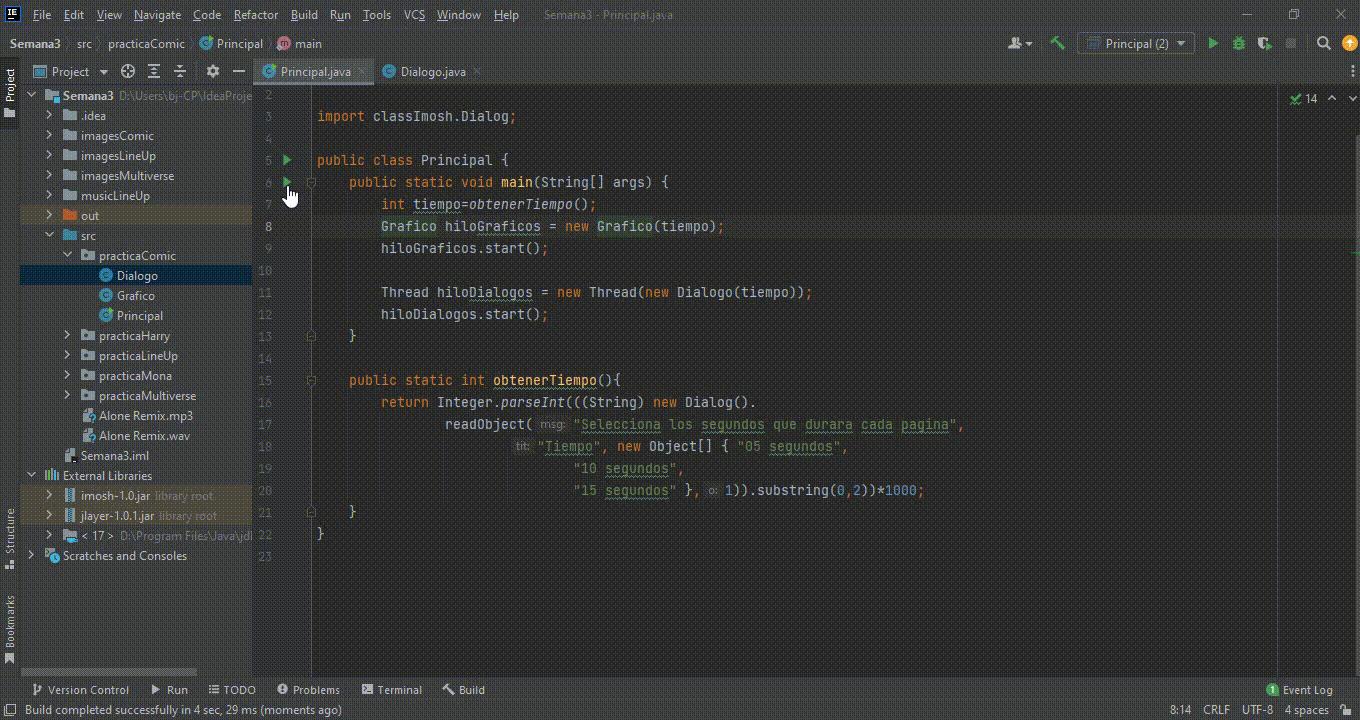 IE File Edit View Navigate Code Refactor Build Run Tools VCS Window Help Semana3 - Principal.java
Semana3 src practicaComic Principal m main Principal (2)
Project
Principal.java
Dialogo.java
Project
Structure
Bookmarks
Semana3 D:\Users\bj-CP\IdeaProje
.idea
imagesComic
imagesLineUp
imagesMultiverse
musicLineUp
out
src
practicaComic
Dialogo
Grafico
Principal
practicaHarry
practicaLineUp
practicaMona
practicaMultiverse
Alone Remix.mp3
Alone Remix.wav
Semana3.iml
External Libraries
imosh-1.0.jar library root
jlayer-1.0.1.jar library root
< 17 > D:\Program Files\Java\jd
Scratches and Consoles
14
2
3 import classImosh.Dialog;
4
5 public class Principal {
6 public static void main(String[] args) {
7 int tiempo=obtenerTiempo();
8 Grafico hiloGraficos = new Grafico(tiempo);
9 hiloGraficos.start();
10
11 Thread hiloDialogos = new Thread(new Dialogo(tiempo));
12 hiloDialogos.start();
13 }
14
15 public static int obtenerTiempo(){
16 return Integer.parseInt(((String) new Dialog().
17 readObject( msg: "Selecciona los segundos que durara cada pagina",
18 tit: "Tiempo", new Object[] { "05 segundos",
19 "10 segundos",
20 "15 segundos" }, o: 1)).substring(0,2))*1000;
21 }
22 }
23
Version Control Run TODO Problems Terminal Build 1 Event Log
Build completed successfully in 4 sec, 29 ms (moments ago) 8:14 CRLF UTF-8 4 spaces